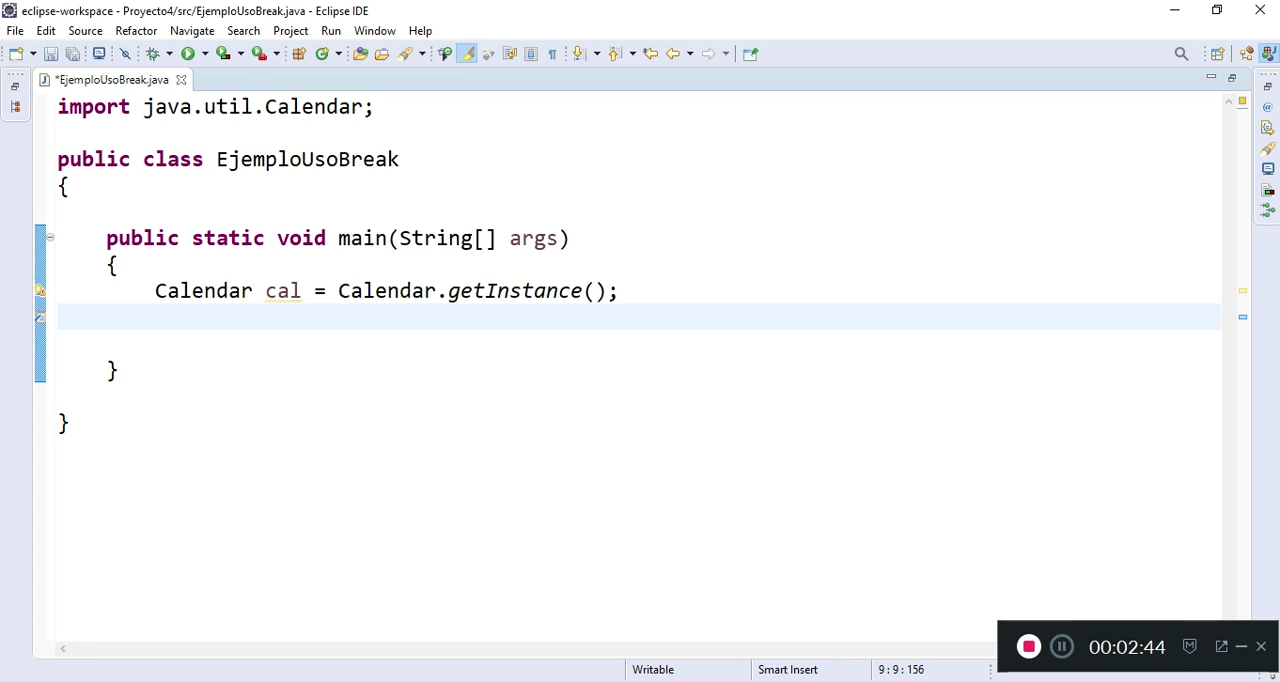 eclipse-workspace - Proyecto4/src/EjemploUsoBreak.java - Eclipse IDE
File Edit Source Refactor Navigate Search Project Run Window Help
*EjemploUsoBreak.java
import java.util.Calendar;
public class EjemploUsoBreak
{
public static void main(String[] args)
{
Calendar cal = Calendar.getInstance();
}
}
00:02:44
Writable Smart Insert 9:9:156